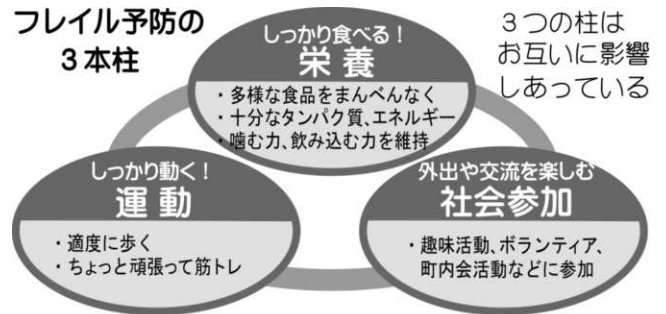 フレイル予防の
3本柱
しっかり食べる！
栄養
・多様な食品をまんべんなく
・十分なタンパク質、エネルギー
・噛む力、飲み込む力を維持
3つの柱は
お互いに影響
しあっている
しっかり動く！
運動
・適度に歩く
・ちょっと頑張って筋トレ
外出や交流を楽しむ
社会参加
・趣味活動、ボランティア、
町内会活動などに参加